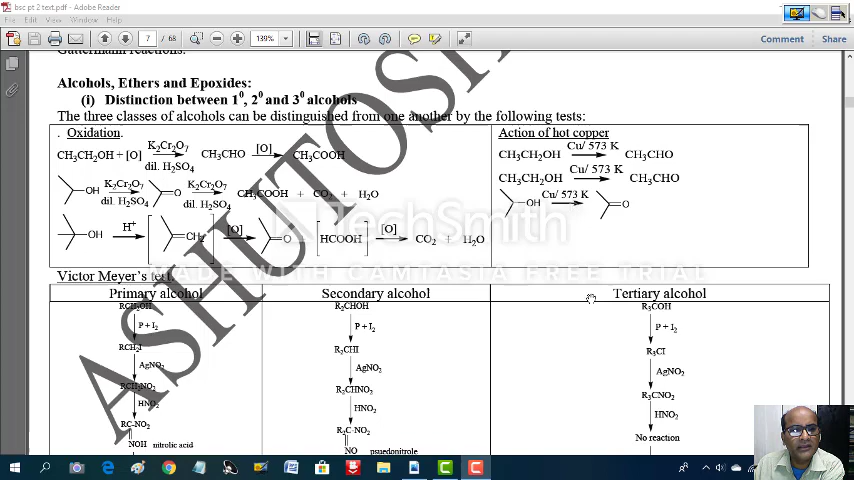 bsc pt 2 text.pdf - Adobe Reader
File Edit View Window Help
7 / 68 139% Comment Share
Gattermann reactions.
Alcohols, Ethers and Epoxides:
(i) Distinction between 1⁰, 2⁰ and 3⁰ alcohols
The three classes of alcohols can be distinguished from one another by the following tests:
. Oxidation.
CH₃CH₂OH + [O] K₂Cr₂O₇ dil. H₂SO₄ CH₃CHO [O] CH₃COOH
OH K₂Cr₂O₇ dil. H₂SO₄ O K₂Cr₂O₇ dil. H₂SO₄ CH₃COOH + CO₂ + H₂O
OH H⁺ CH₂ [O] O [HCOOH] [O] CO₂ + H₂O
Action of hot copper
CH₃CH₂OH Cu/ 573 K CH₃CHO
CH₃CH₂OH Cu/ 573 K CH₃CHO
OH Cu/ 573 K O
Victor Meyer's test.
Primary alcohol Secondary alcohol Tertiary alcohol
RCH₂OH R₂CHOH R₃COH
P + I₂ P + I₂ P + I₂
RCH₂I R₂CHI R₃CI
AgNO₂ AgNO₂ AgNO₂
RCH₂NO₂ R₂CHNO₂ R₃CNO₂
HNO₂ HNO₂ HNO₂
RC-NO₂ R₂C-NO₂ No reaction
NOH nitrolic acid NO psuedonitrole
ASHUTOSH
TechSmith
MADE WITH CAMTASIA FREE TRIAL